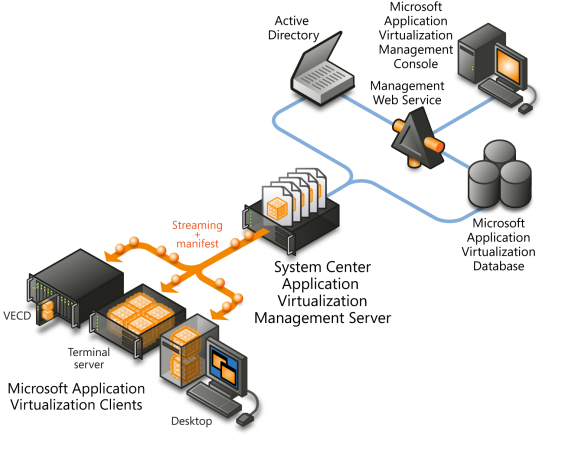 Microsoft
Application
Virtualization
Management
Console
Active
Directory
Management
Web Service
Microsoft
Application
Virtualization
Database
Streaming
+
manifest
System Center
Application
Virtualization
Management Server
VECD
Terminal
server
Microsoft Application
Virtualization Clients
Desktop